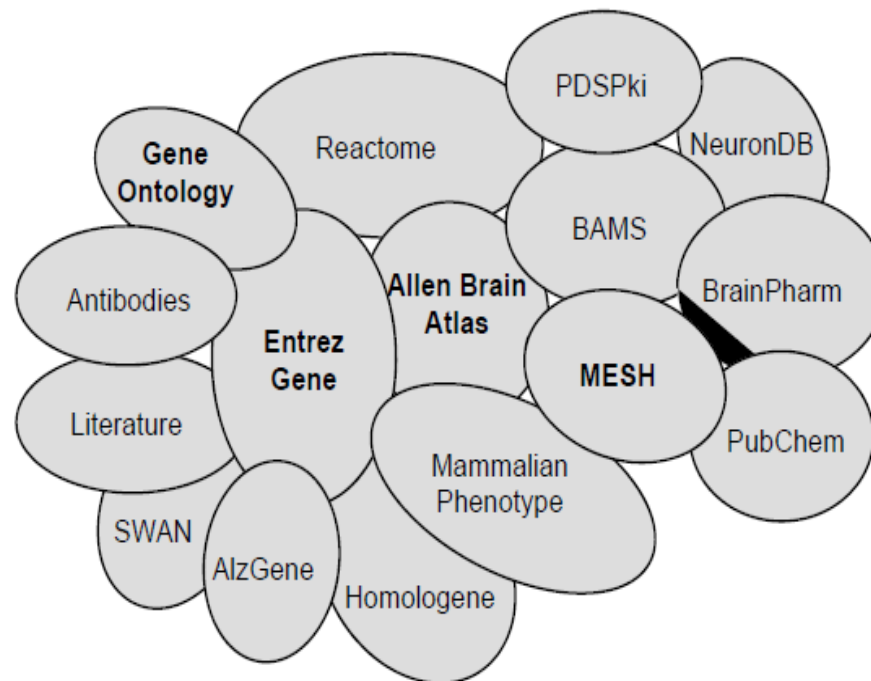 PDSPki
NeuronDB
Reactome
Gene
Ontology
BAMS
Antibodies
Allen Brain
Atlas
BrainPharm
Entrez
Gene
MESH
Literature
PubChem
Mammalian
Phenotype
SWAN
AlzGene
Homologene